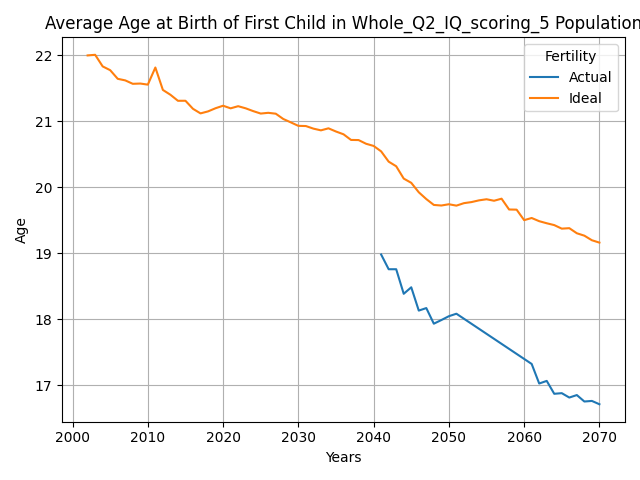 Average Age at Birth of First Child in Whole_Q2_IQ_scoring_5 Population
Fertility
Actual
Ideal
22
21
20
19
18
17
Age
2000 2010 2020 2030 2040 2050 2060 2070
Years